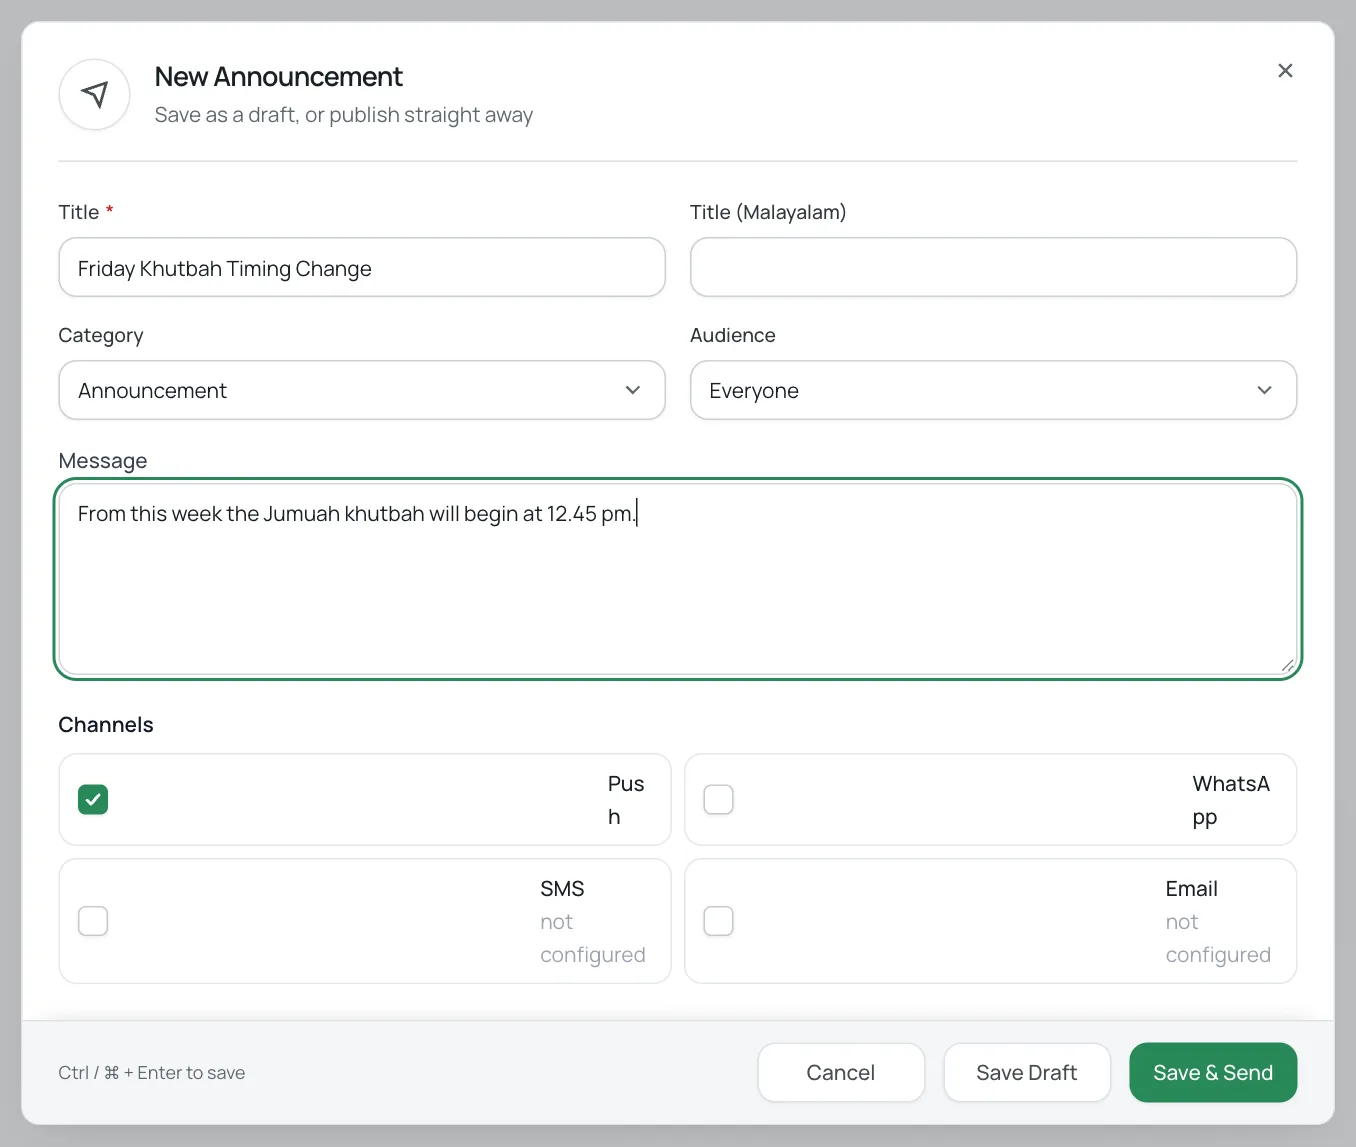 New Announcement
Save as a draft, or publish straight away
Title *
Title (Malayalam)
Friday Khutbah Timing Change
Category
Audience
Announcement
Everyone
Message
From this week the Jumuah khutbah will begin at 12.45 pm.
Channels
Pus
h
WhatsA
pp
SMS
not
configured
Email
not
configured
Ctrl / ⌘ + Enter to save
Cancel
Save Draft
Save & Send